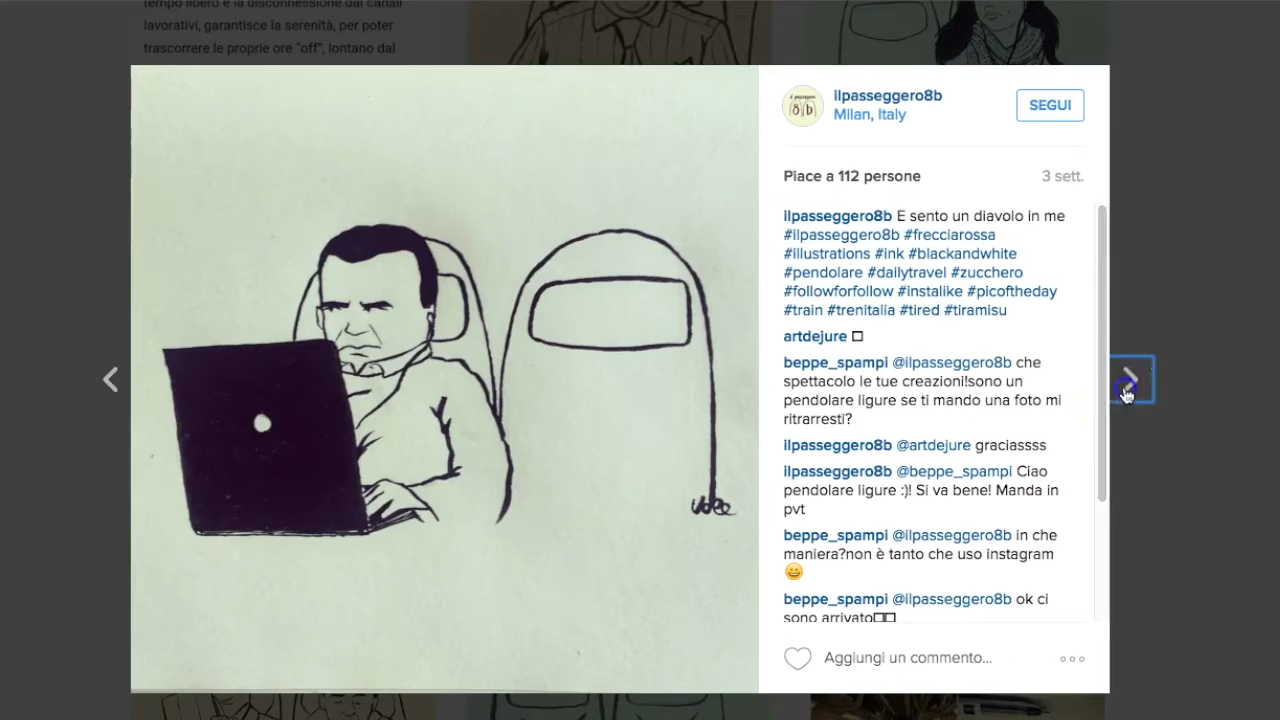 tempo libero e la disconnessione dai canali
lavorativi, garantisce la serenità, per poter
trascorrere le proprie ore "off", lontano dal
ilpasseggero8b
Milan, Italy
SEGUI
Piace a 112 persone
3 sett.
ilpasseggero8b E sento un diavolo in me
#ilpasseggero8b #frecciarossa
#illustrations #ink #blackandwhite
#pendolare #dailytravel #zucchero
#followforfollow #instalike #picoftheday
#train #trenitalia #tired #tiramisu
artdejure
beppe_spampi @ilpasseggero8b che
spettacolo le tue creazioni!sono un
pendolare ligure se ti mando una foto mi
ritrarresti?
ilpasseggero8b @artdejure graciassss
ilpasseggero8b @beppe_spampi Ciao
pendolare ligure :)! Si va bene! Manda in
pvt
beppe_spampi @ilpasseggero8b in che
maniera?non è tanto che uso instagram
😀
beppe_spampi @ilpasseggero8b ok ci
sono arrivato
Aggiungi un commento...